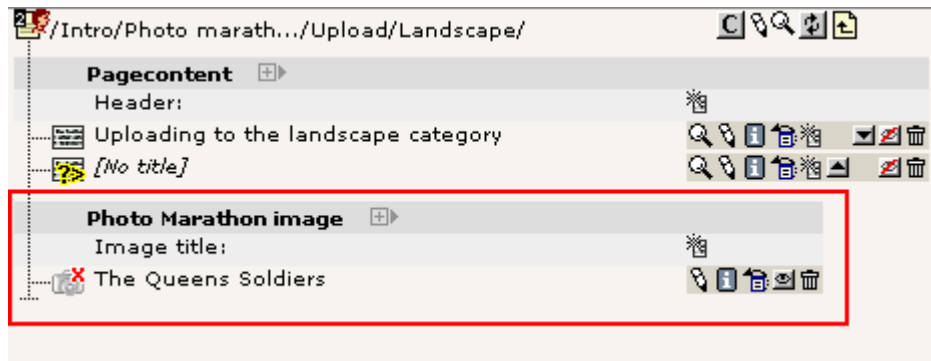 /Intro/Photo marath.../Upload/Landscape/
Pagecontent
Header:
Uploading to the landscape category
[No title]
Photo Marathon image
Image title:
The Queens Soldiers